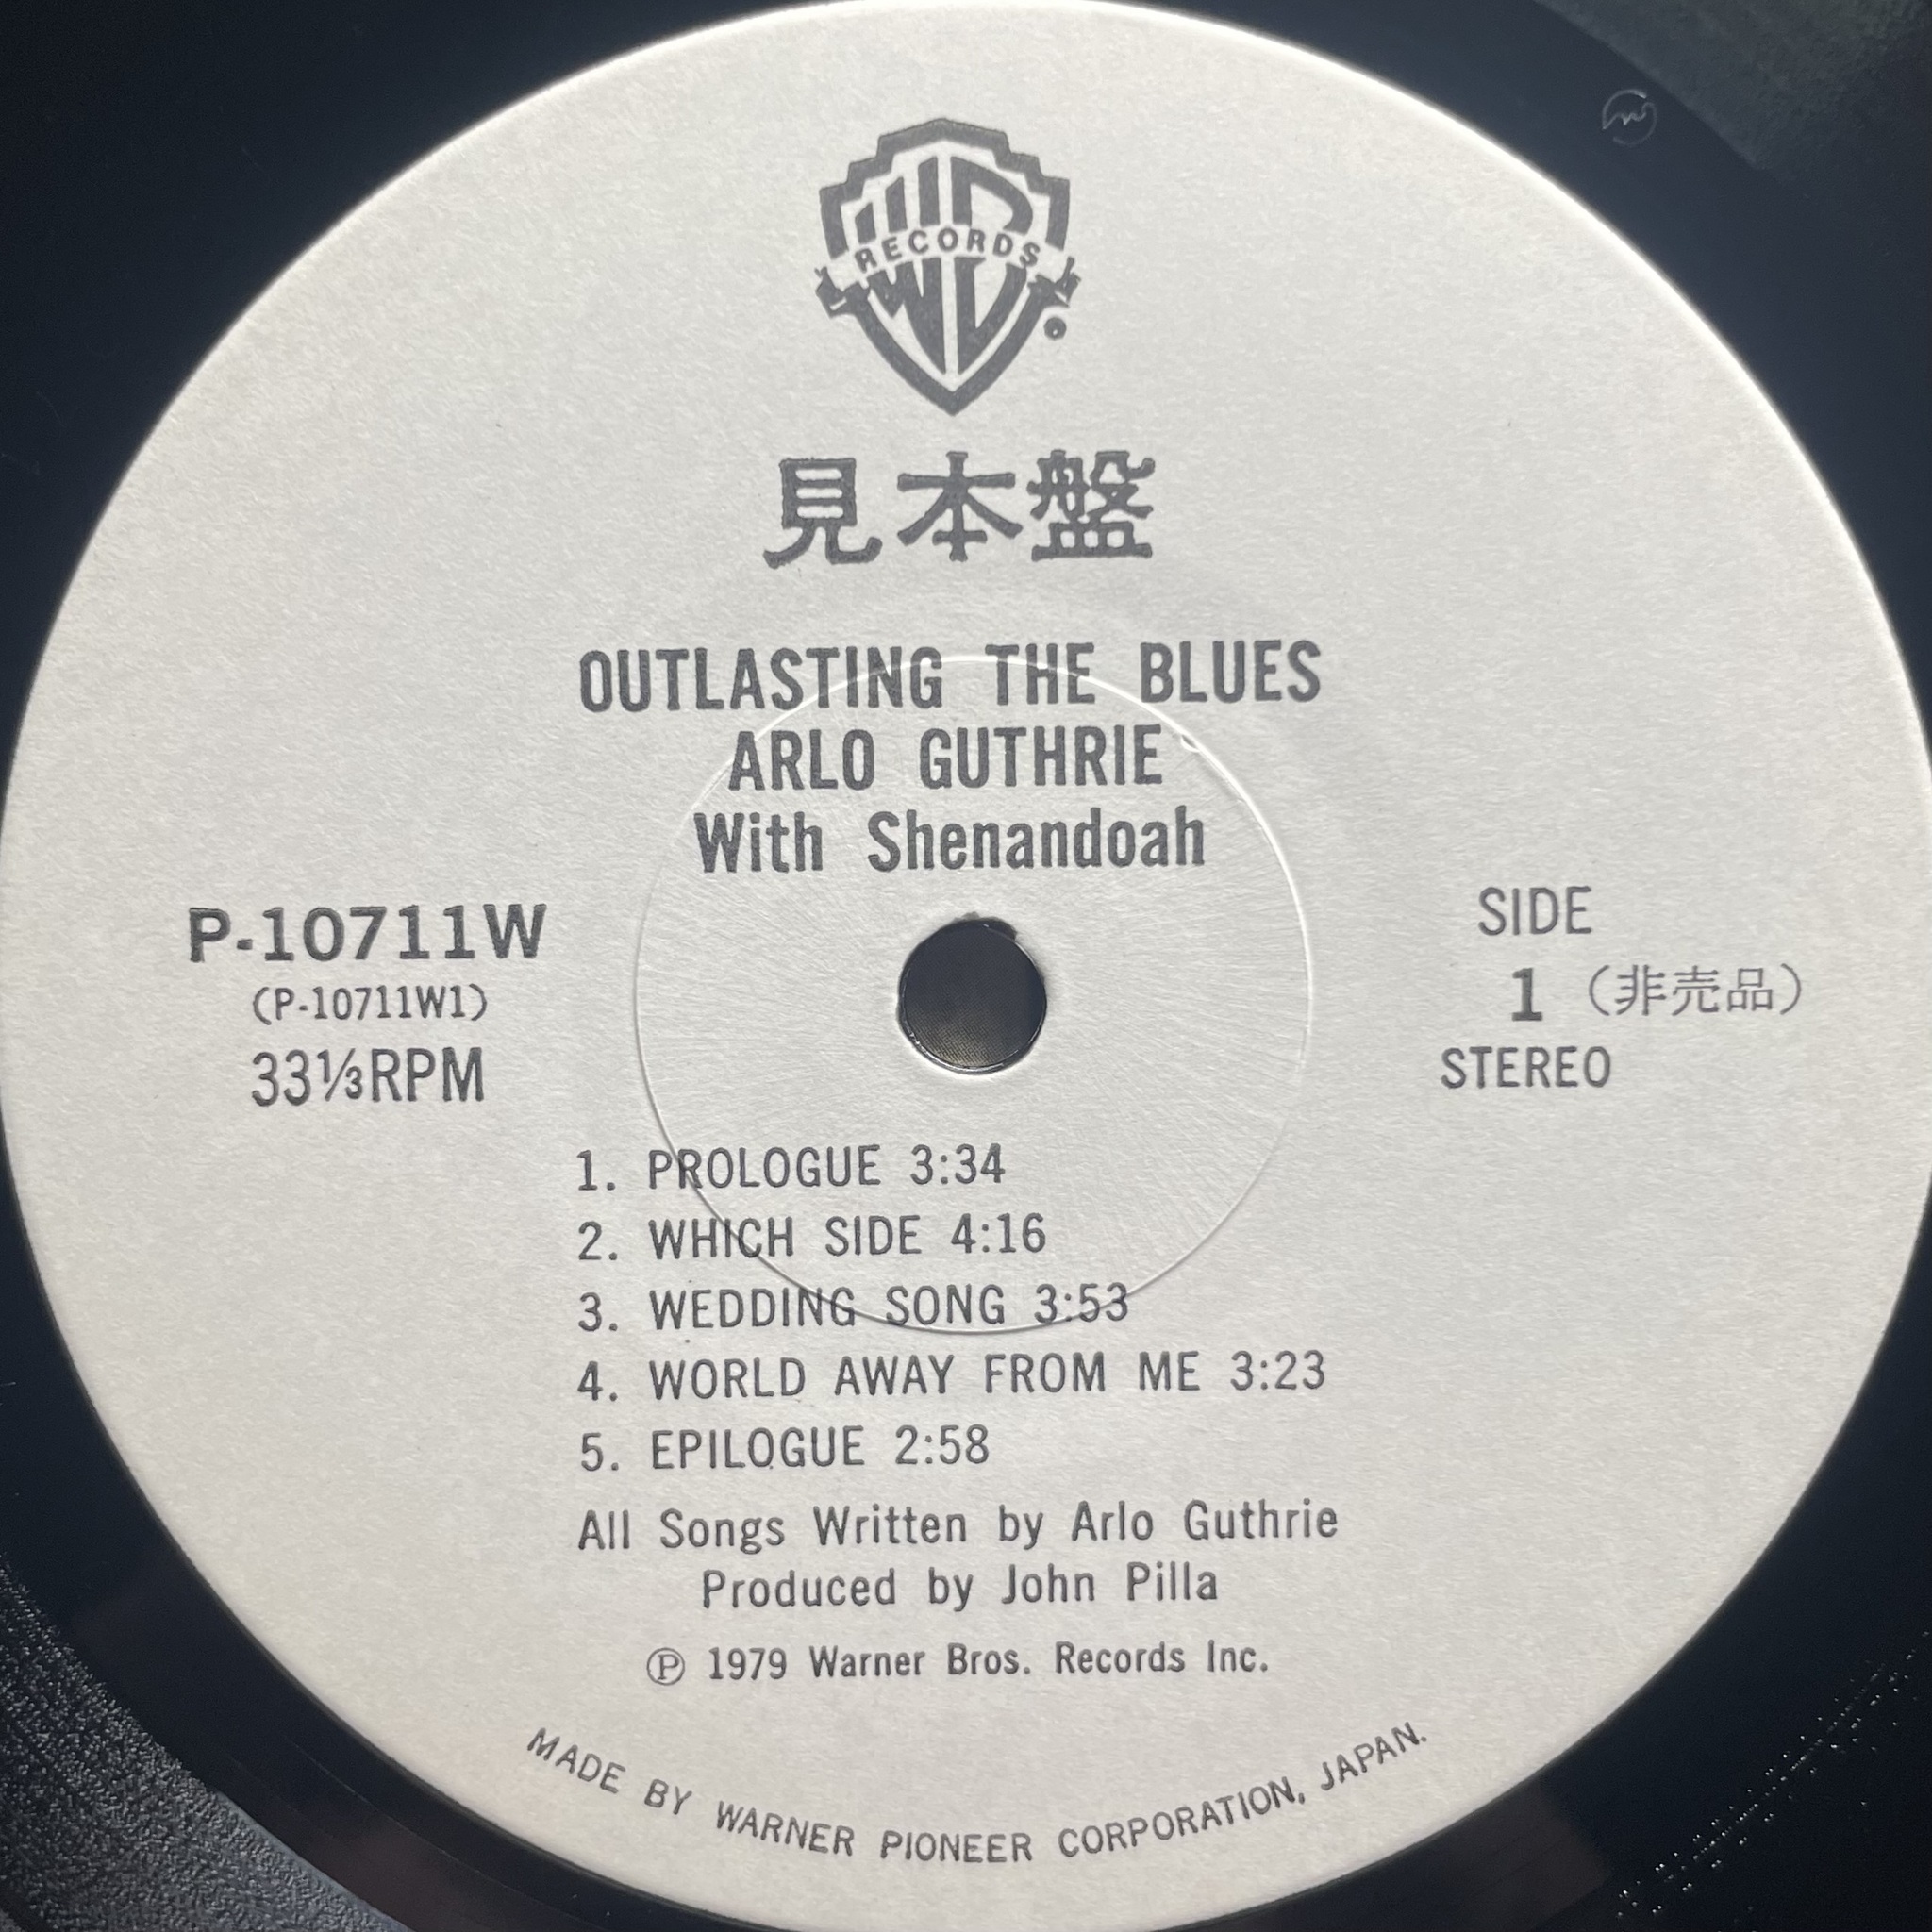 RECORDS
見本盤
OUTLASTING THE BLUES
ARLO GUTHRIE
With Shenandoah
P-10711W
(P-10711W1)
33⅓RPM
SIDE
1 （非売品）
STEREO
1. PROLOGUE 3:34
2. WHICH SIDE 4:16
3. WEDDING SONG 3:53
4. WORLD AWAY FROM ME 3:23
5. EPILOGUE 2:58
All Songs Written by Arlo Guthrie
Produced by John Pilla
Ⓟ 1979 Warner Bros. Records Inc.
MADE BY WARNER PIONEER CORPORATION, JAPAN.